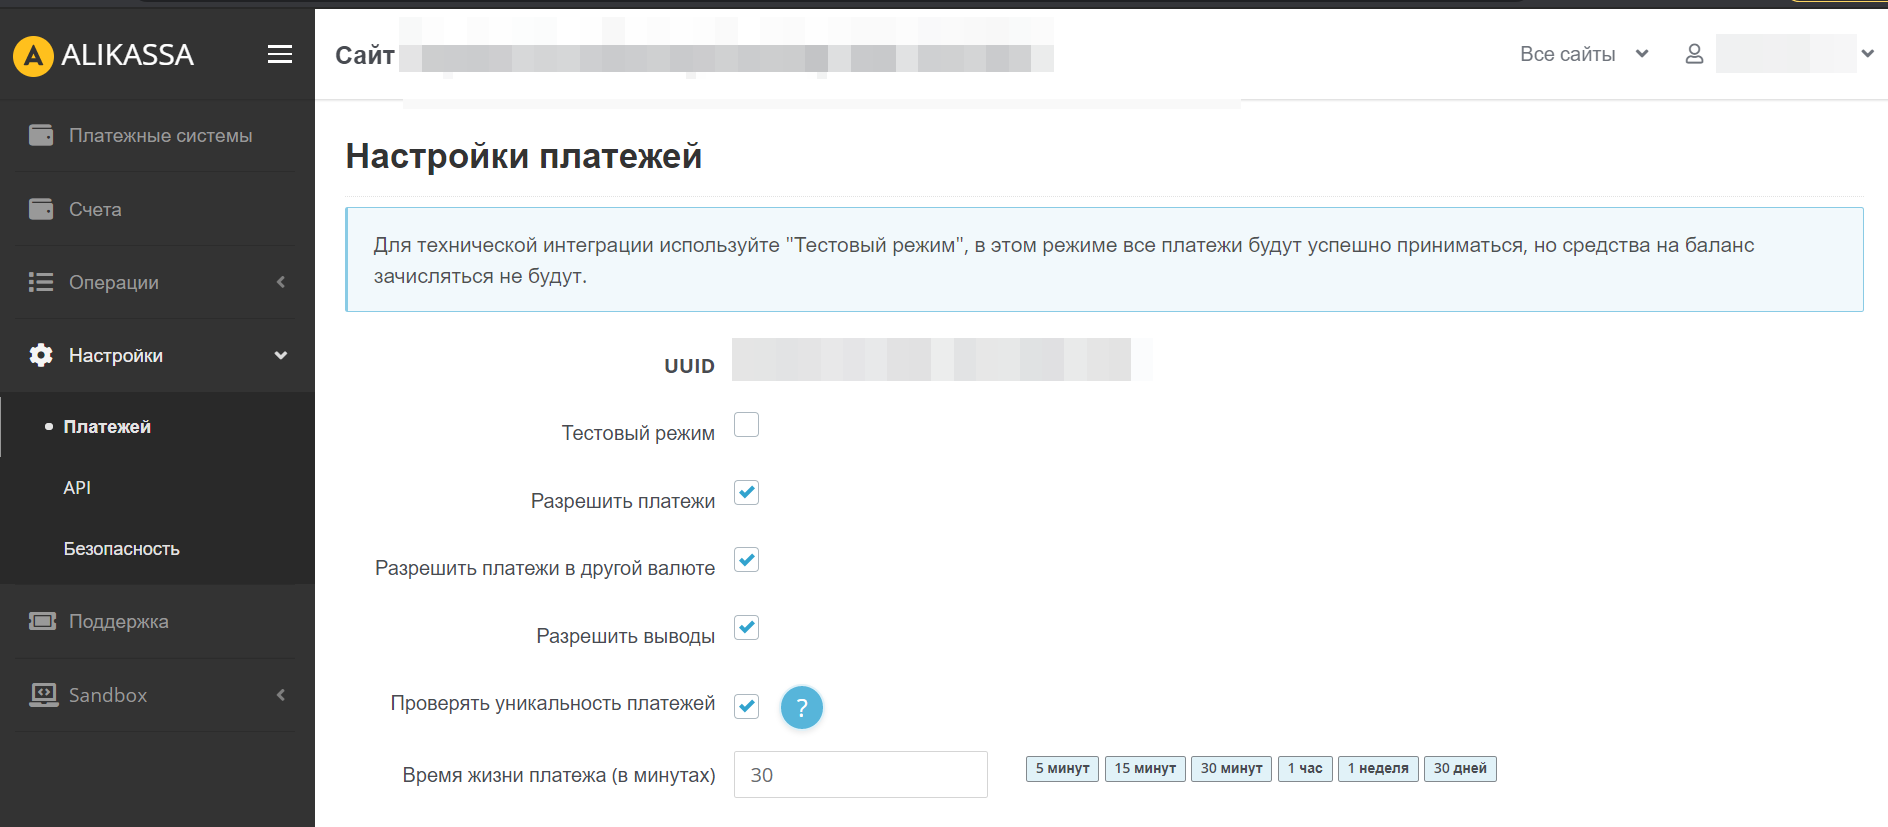 ALIKASSA
Сайт
Все сайты
Платежные системы
Счета
Операции
Настройки
Платежей
API
Безопасность
Поддержка
Sandbox
Настройки платежей
Для технической интеграции используйте "Тестовый режим", в этом режиме все платежи будут успешно приниматься, но средства на баланс
зачисляться не будут.
UUID
Тестовый режим
Разрешить платежи
Разрешить платежи в другой валюте
Разрешить выводы
Проверять уникальность платежей ?
Время жизни платежа (в минутах) 30 5 минут 15 минут 30 минут 1 час 1 неделя 30 дней